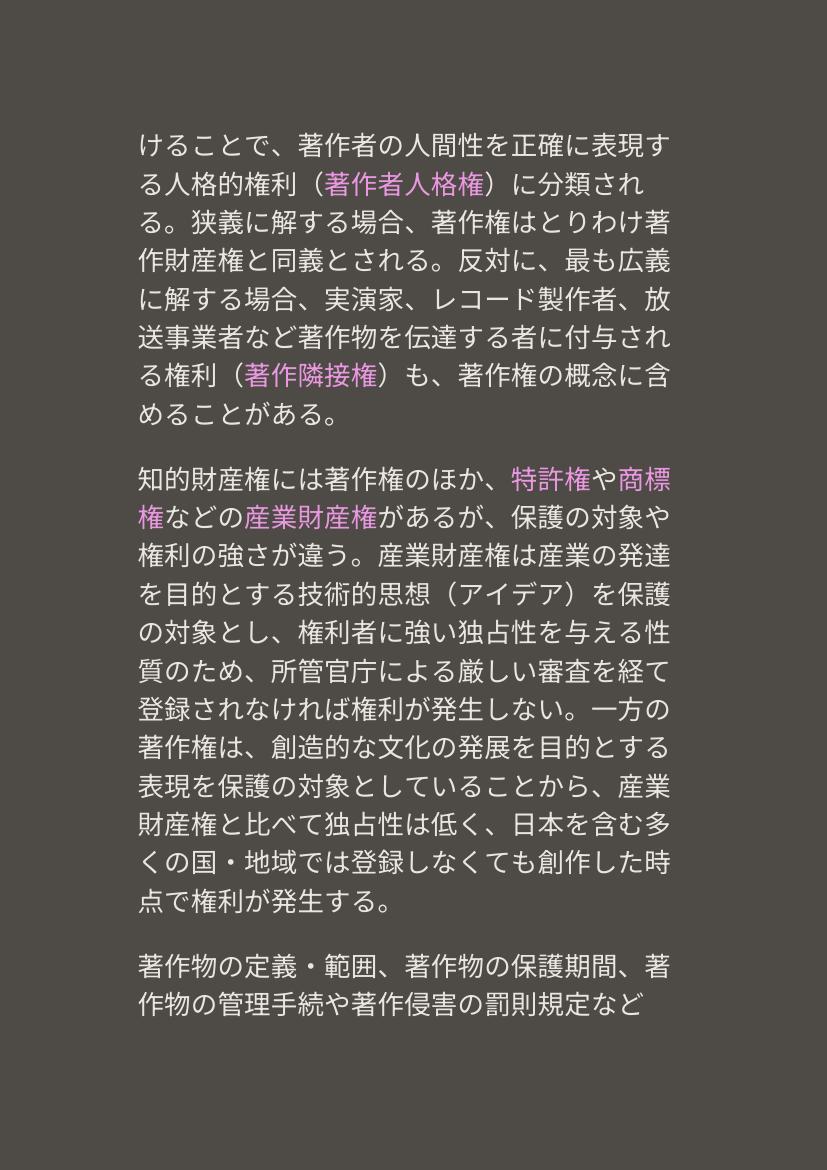 けることで、著作者の人間性を正確に表現す
る人格的権利（著作者人格権）に分類され
る。狭義に解する場合、著作権はとりわけ著
作財産権と同義とされる。反対に、最も広義
に解する場合、実演家、レコード製作者、放
送事業者など著作物を伝達する者に付与され
る権利（著作隣接権）も、著作権の概念に含
めることがある。
知的財産権には著作権のほか、特許権や商標
権などの産業財産権があるが、保護の対象や
権利の強さが違う。産業財産権は産業の発達
を目的とする技術的思想（アイデア）を保護
の対象とし、権利者に強い独占性を与える性
質のため、所管官庁による厳しい審査を経て
登録されなければ権利が発生しない。一方の
著作権は、創造的な文化の発展を目的とする
表現を保護の対象としていることから、産業
財産権と比べて独占性は低く、日本を含む多
くの国・地域では登録しなくても創作した時
点で権利が発生する。
著作物の定義・範囲、著作物の保護期間、著
作物の管理手続や著作侵害の罰則規定など